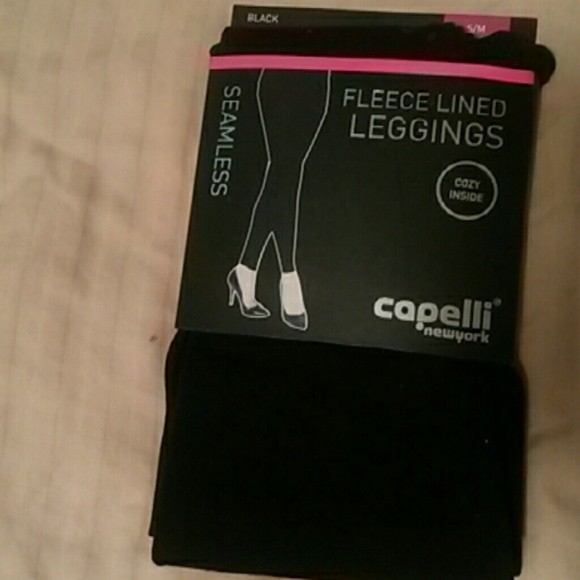 BLACK
S/M
FLEECE LINED
LEGGINGS
SEAMLESS
COZY
INSIDE
capelli®
newyork